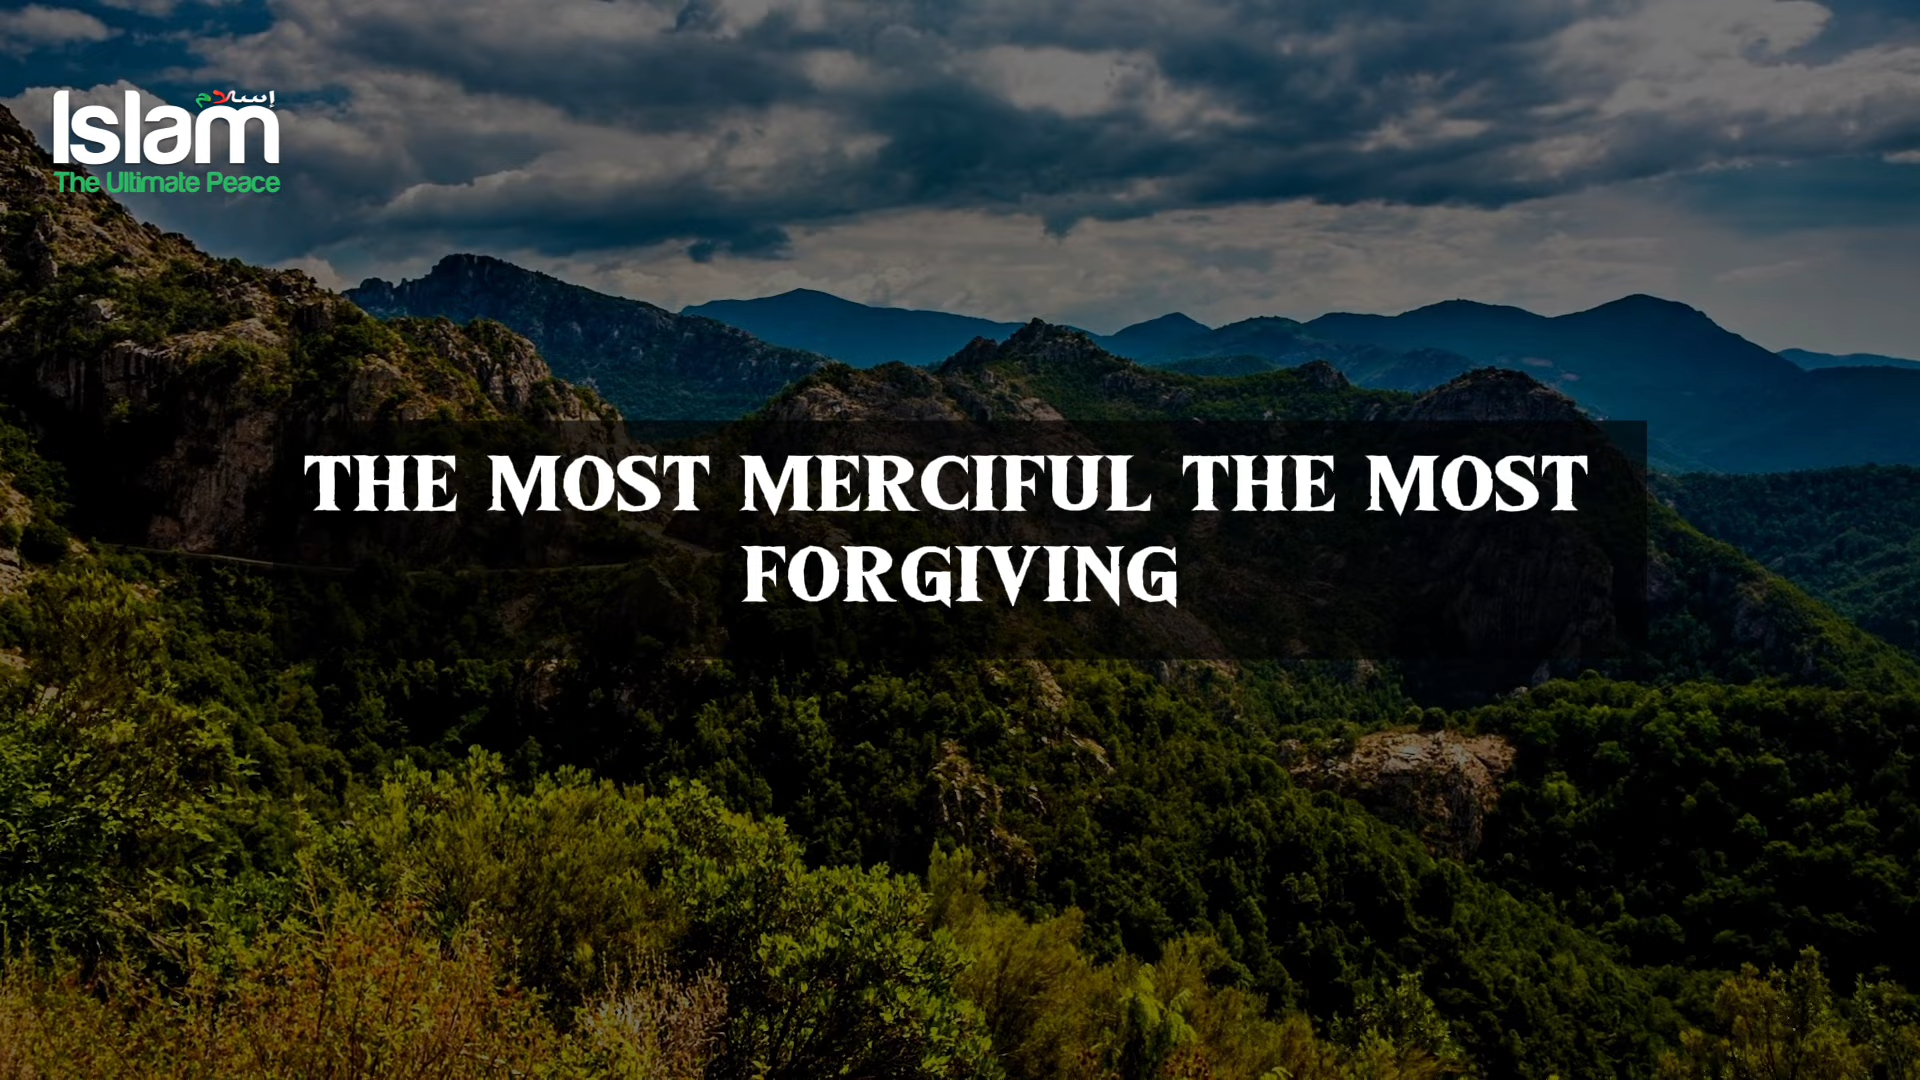 إسلام
Islam
The Ultimate Peace
THE MOST MERCIFUL THE MOST
FORGIVING